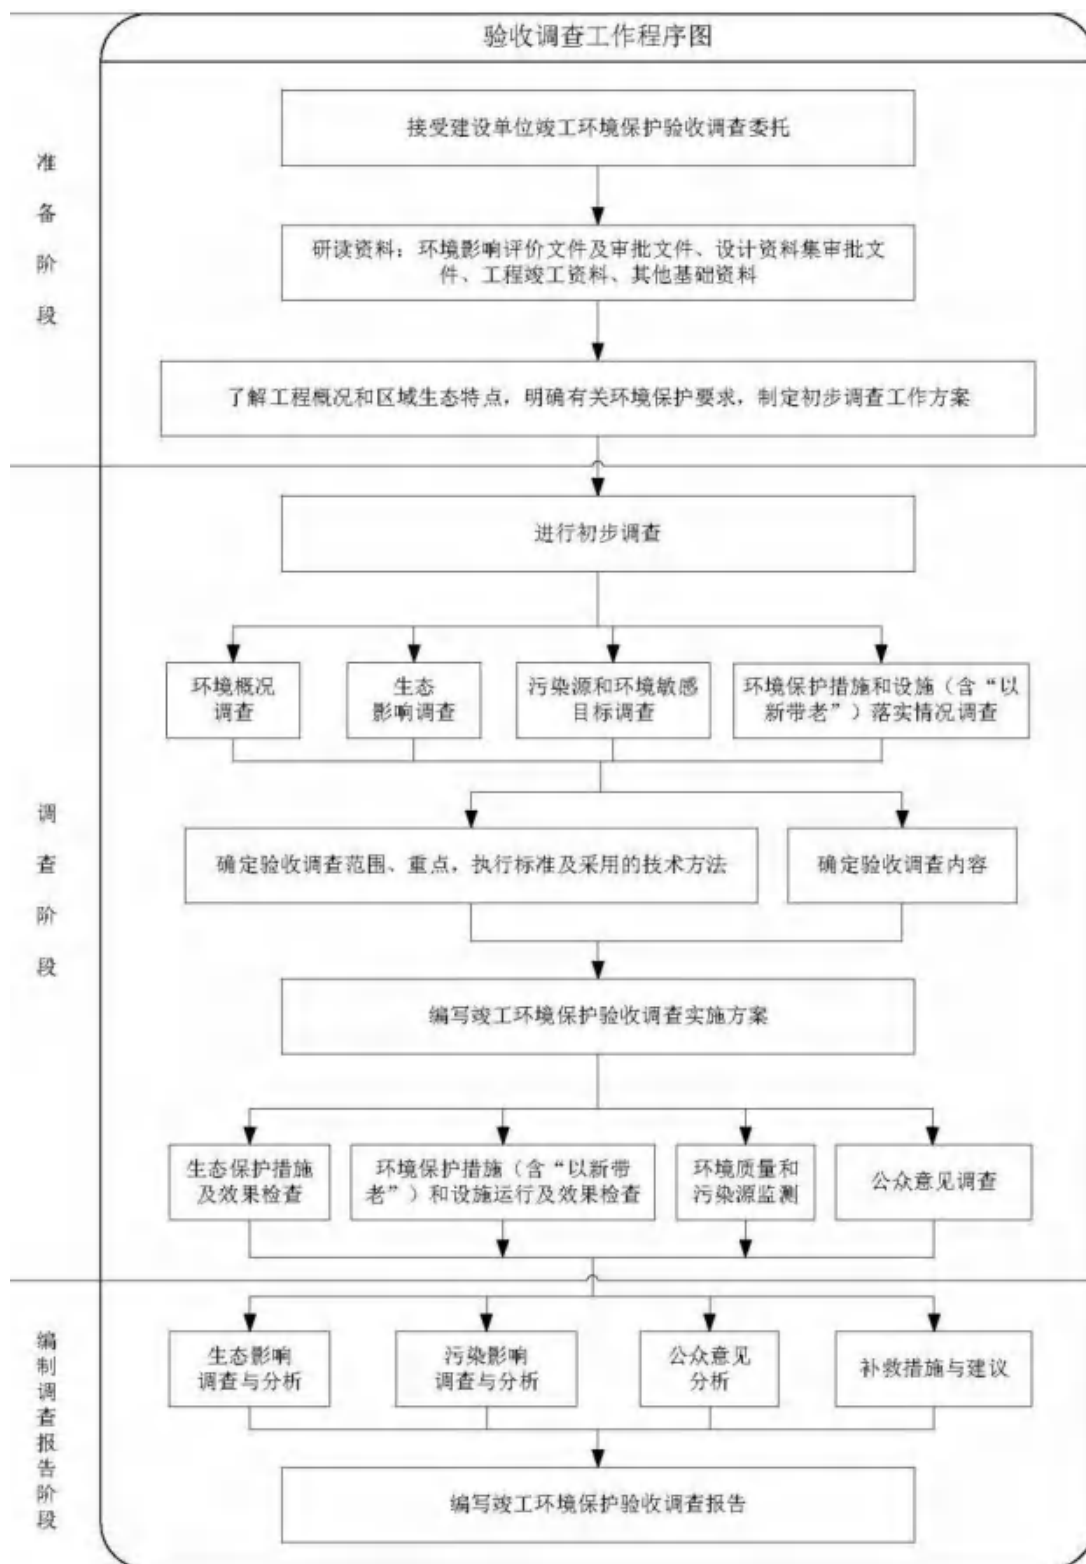 验收调查工作程序图
准备阶段
接受建设单位竣工环境保护验收调查委托
研读资料：环境影响评价文件及审批文件、设计资料集审批文
件、工程竣工资料、其他基础资料
了解工程概况和区域生态特点，明确有关环境保护要求，制定初步调查工作方案
调查阶段
进行初步调查
环境概况
调查
生态
影响调查
污染源和环境敏感
目标调查
环境保护措施和设施（含“以
新带老”）落实情况调查
确定验收调查范围、重点，执行标准及采用的技术方法
确定验收调查内容
编写竣工环境保护验收调查实施方案
生态保护措施
及效果检查
环境保护措施（含“以新带
老”）和设施运行及效果检查
环境质量和
污染源监测
公众意见调查
编制调查报告阶段
生态影响
调查与分析
污染影响
调查与分析
公众意见
分析
补救措施与建议
编写竣工环境保护验收调查报告